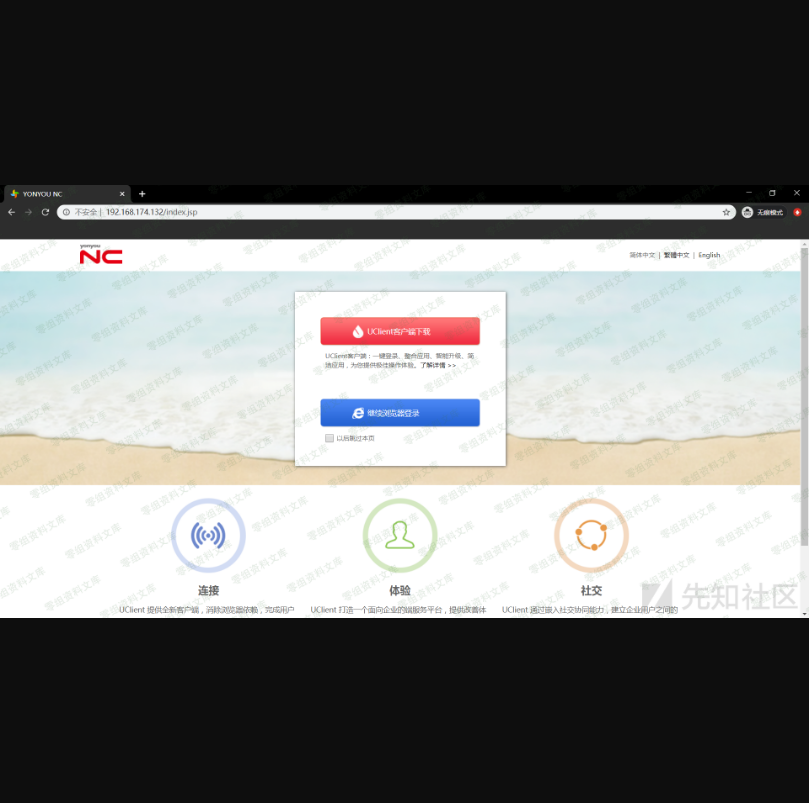 YONYOU NC
不安全 | 192.168.174.132/index.jsp
无痕模式
yonyou
NC
简体中文 | 繁體中文 | English
UClient客户端下载
UClient客户端：一键登录、整合应用、智能升级、简
捷应用，为您提供极佳操作体验。了解详情 >>
继续浏览器登录
以后跳过本页
连接
体验
社交
UClient 提供全新客户端，消除浏览器依赖，完成用户
UClient 打造一个面向企业的端服务平台，提供改善体
UClient 通过嵌入社交协同能力，建立企业用户之间的
先知社区
零组资料文库